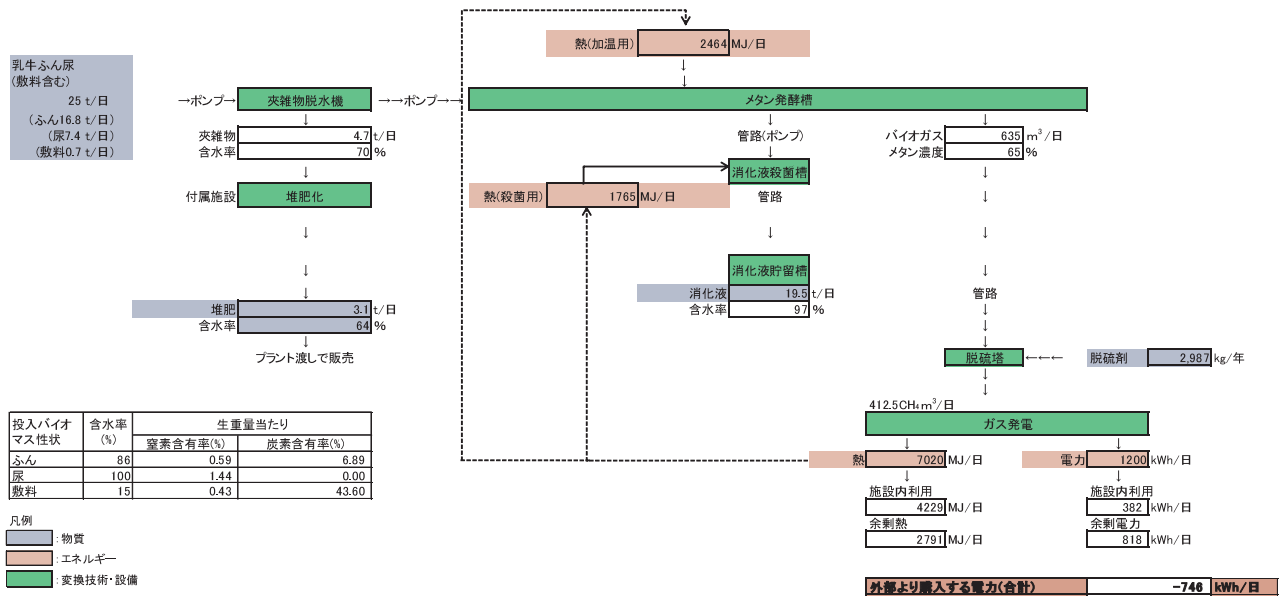 熱(加温用) 2464 MJ/日
↓
乳牛ふん尿
(敷料含む)
25 t/日
(ふん16.8 t/日)
(尿7.4 t/日)
(敷料0.7 t/日)
→ポンプ→ 夾雑物脱水機 →→ポンプ→ メタン発酵槽
夾雑物 4.7 t/日
含水率 70 %
管路(ポンプ)
バイオガス 635 m³/日
メタン濃度 65 %
消化液殺菌槽
付属施設 堆肥化
熱(殺菌用) 1765 MJ/日
管路
消化液貯留槽
消化液 19.5 t/日
含水率 97 %
管路
堆肥 3.1 t/日
含水率 64 %
プラント渡しで販売
脱硫塔 ←←← 脱硫剤 2,987 kg/年
412.5CH₄m³/日
ガス発電
熱 7020 MJ/日
電力 1200 kWh/日
施設内利用
4229 MJ/日
施設内利用
382 kWh/日
余剰熱
2791 MJ/日
余剰電力
818 kWh/日
外部より購入する電力(合計) -746 kWh/日
投入バイオマス性状 含水率(%) 生重量当たり
窒素含有率(%) 炭素含有率(%)
ふん 86 0.59 6.89
尿 100 1.44 0.00
敷料 15 0.43 43.60
凡例
:物質
:エネルギー
:変換技術・設備